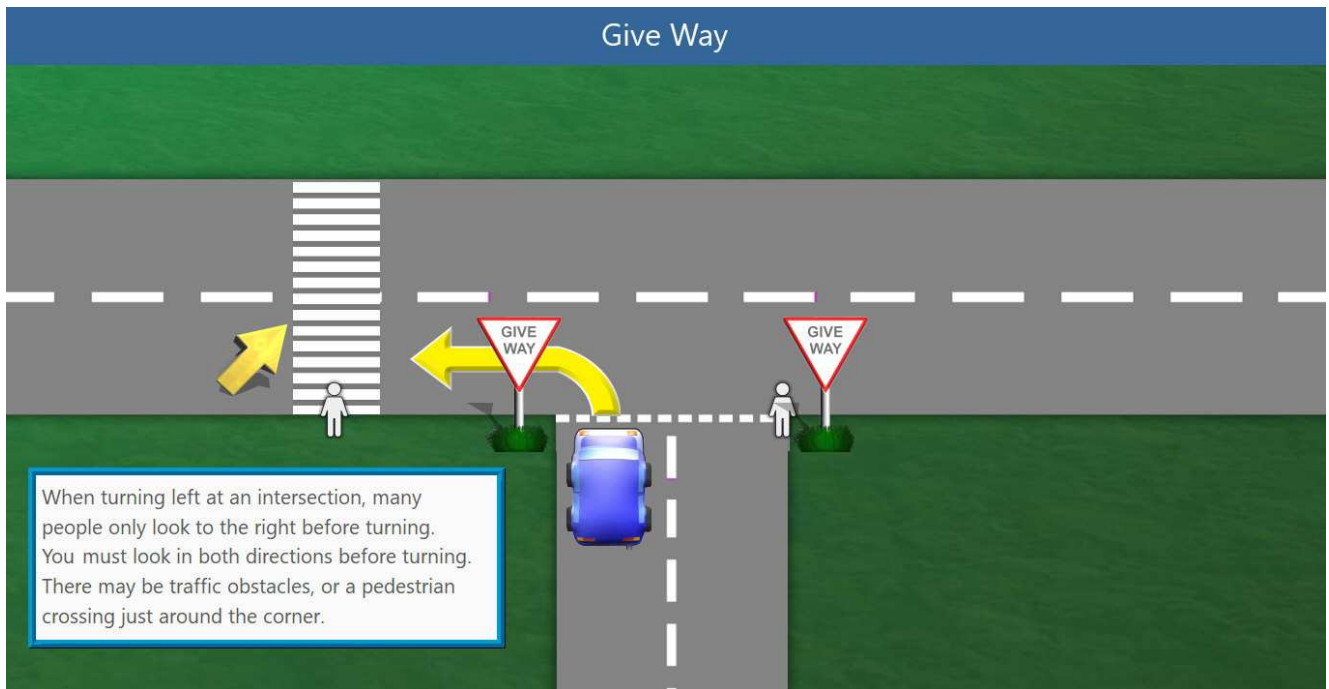 Give Way
GIVE
WAY
GIVE
WAY
When turning left at an intersection, many
people only look to the right before turning.
You must look in both directions before turning.
There may be traffic obstacles, or a pedestrian
crossing just around the corner.